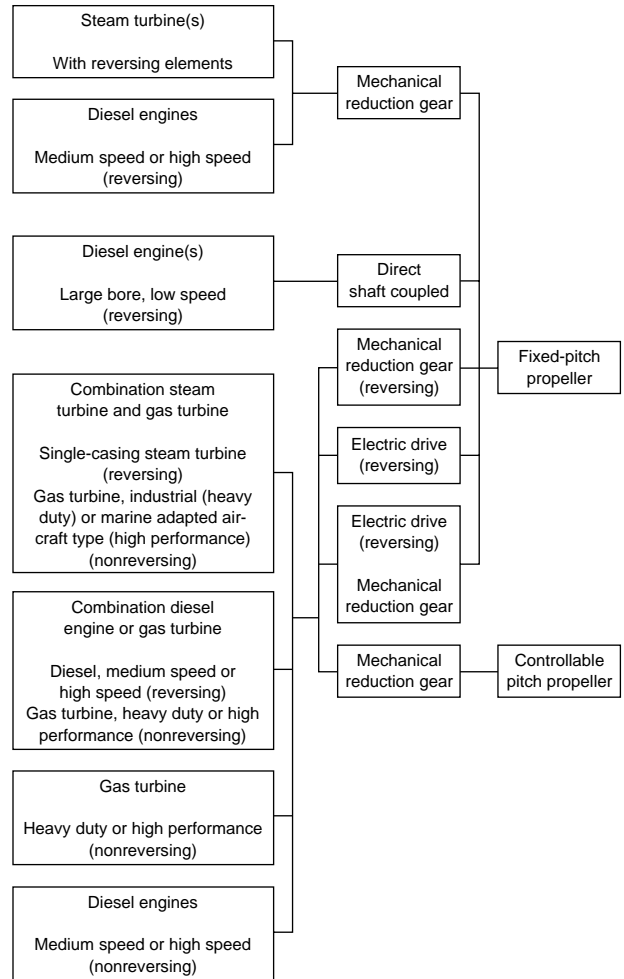 Steam turbine(s)
With reversing elements
Diesel engines
Medium speed or high speed
(reversing)
Diesel engine(s)
Large bore, low speed
(reversing)
Combination steam
turbine and gas turbine
Single-casing steam turbine
(reversing)
Gas turbine, industrial (heavy
duty) or marine adapted air-
craft type (high performance)
(nonreversing)
Combination diesel
engine or gas turbine
Diesel, medium speed or
high speed (reversing)
Gas turbine, heavy duty or high
performance (nonreversing)
Gas turbine
Heavy duty or high performance
(nonreversing)
Diesel engines
Medium speed or high speed
(nonreversing)
Mechanical
reduction gear
Direct
shaft coupled
Mechanical
reduction gear
(reversing)
Electric drive
(reversing)
Electric drive
(reversing)
Mechanical
reduction gear
Mechanical
reduction gear
Fixed-pitch
propeller
Controllable
pitch propeller